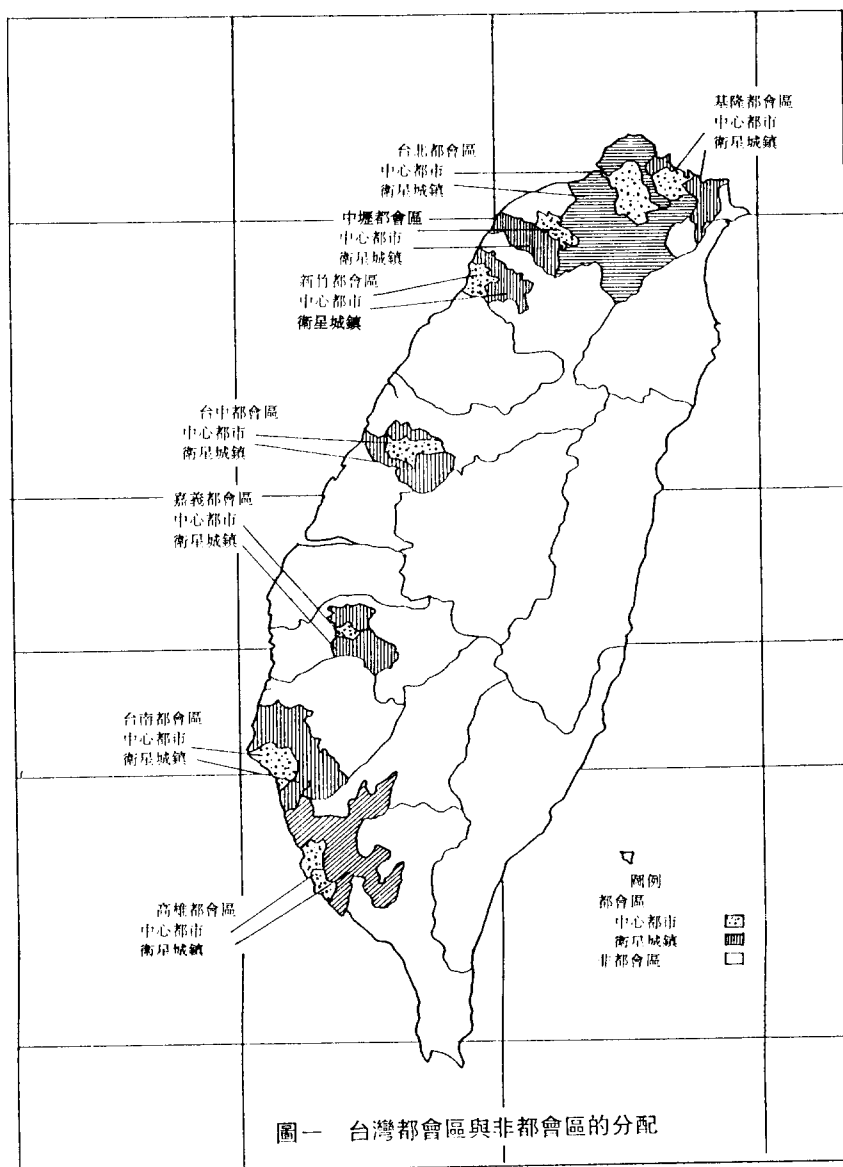 基隆都會區
中心都市
衛星城鎮
台北都會區
中心都市
衛星城鎮
中壢都會區
中心都市
衛星城鎮
新竹都會區
中心都市
衛星城鎮
台中都會區
中心都市
衛星城鎮
嘉義都會區
中心都市
衛星城鎮
台南都會區
中心都市
衛星城鎮
高雄都會區
中心都市
衛星城鎮
圖例
都會區
中心都市
衛星城鎮
非都會區
圖一 台灣都會區與非都會區的分配